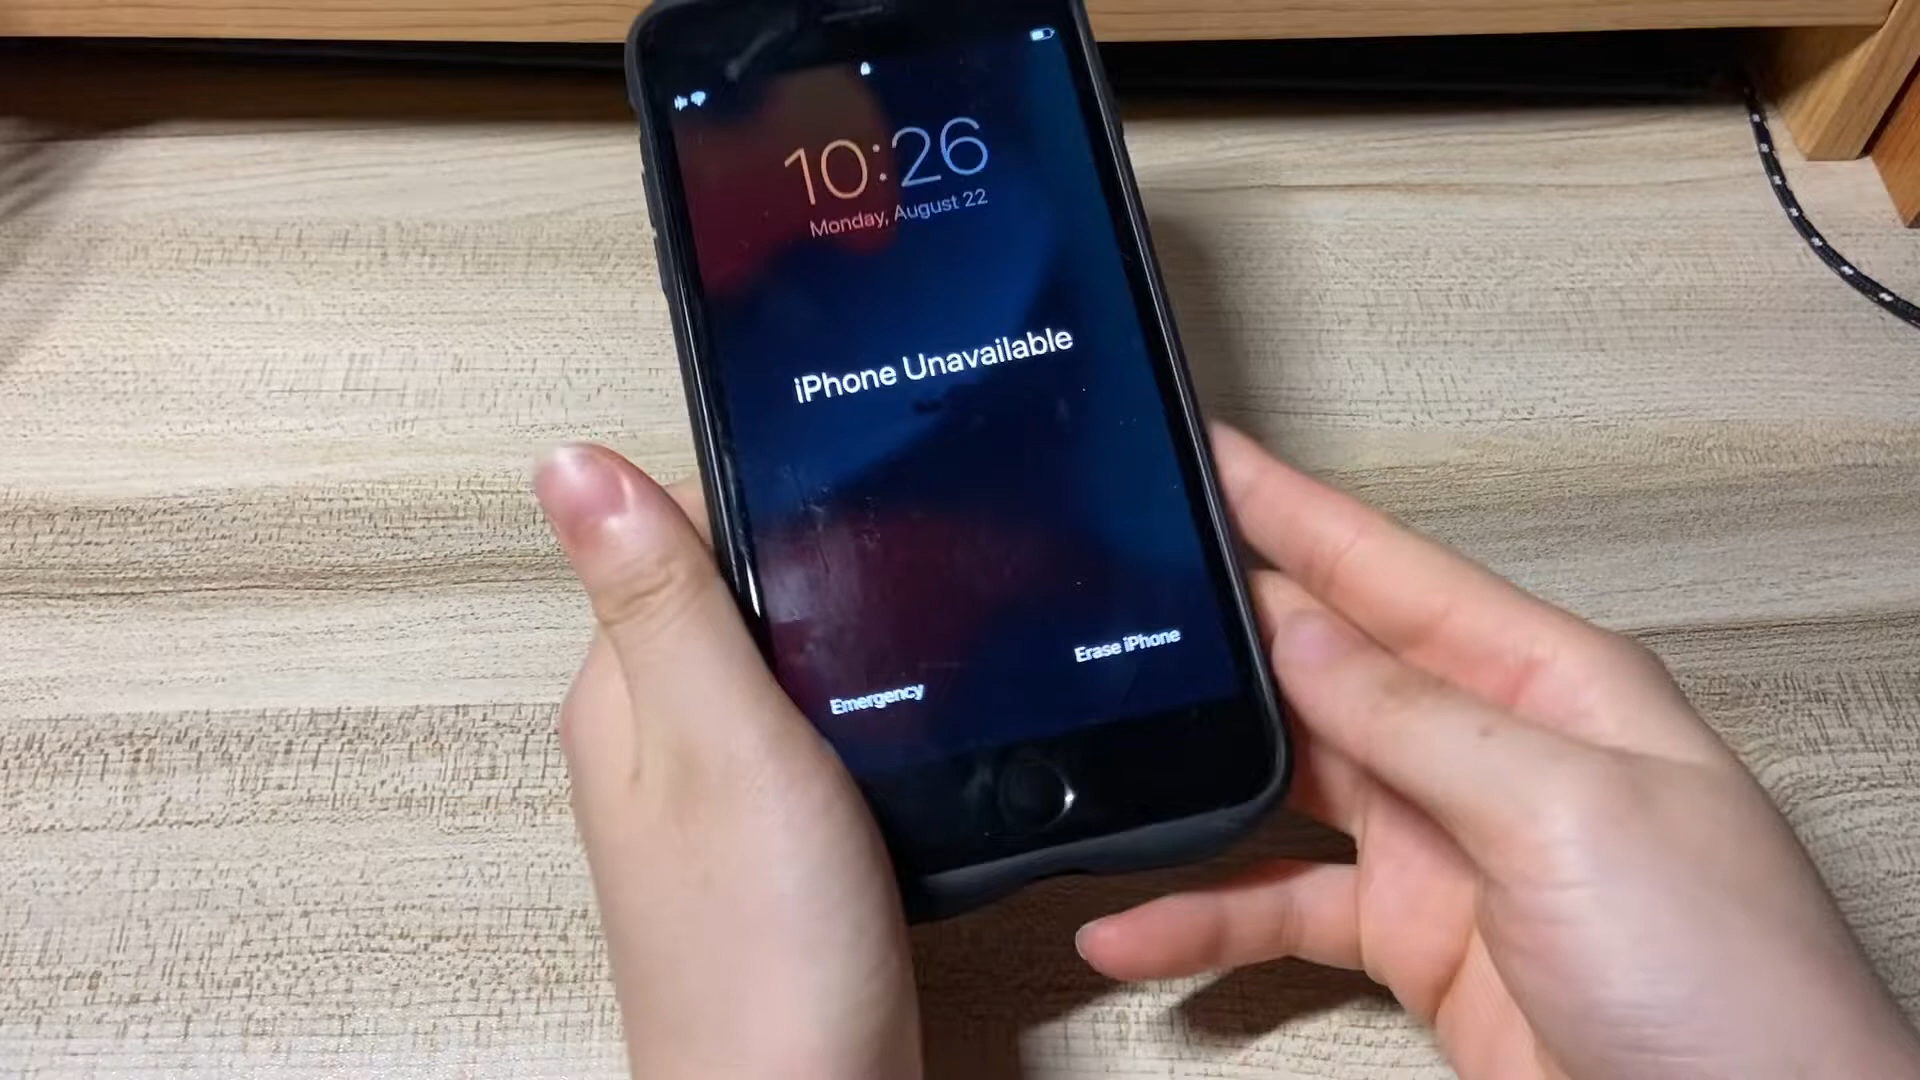 10:26
Monday, August 22
iPhone Unavailable
Erase iPhone
Emergency